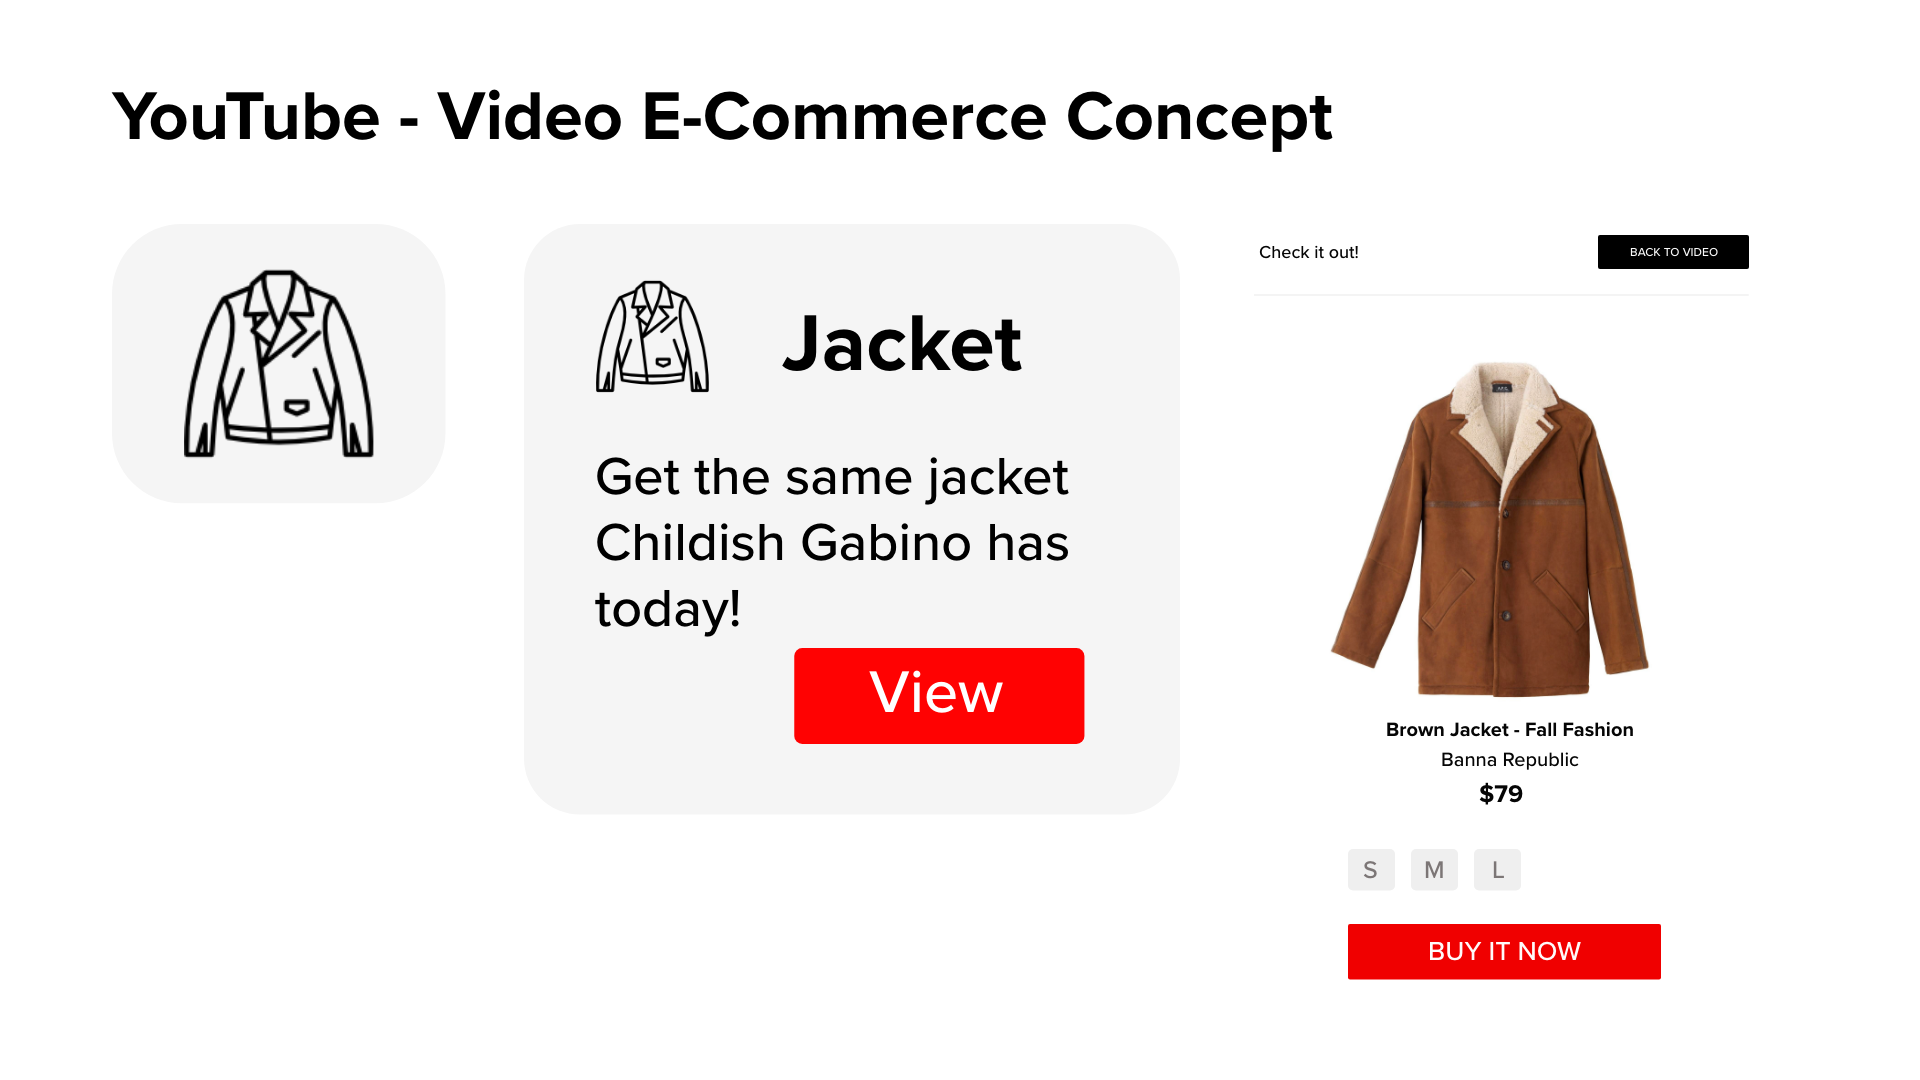 YouTube - Video E-Commerce Concept
Jacket
Get the same jacket
Childish Gabino has
today!
View
Check it out!
BACK TO VIDEO
Brown Jacket - Fall Fashion
Banna Republic
$79
S M L
BUY IT NOW